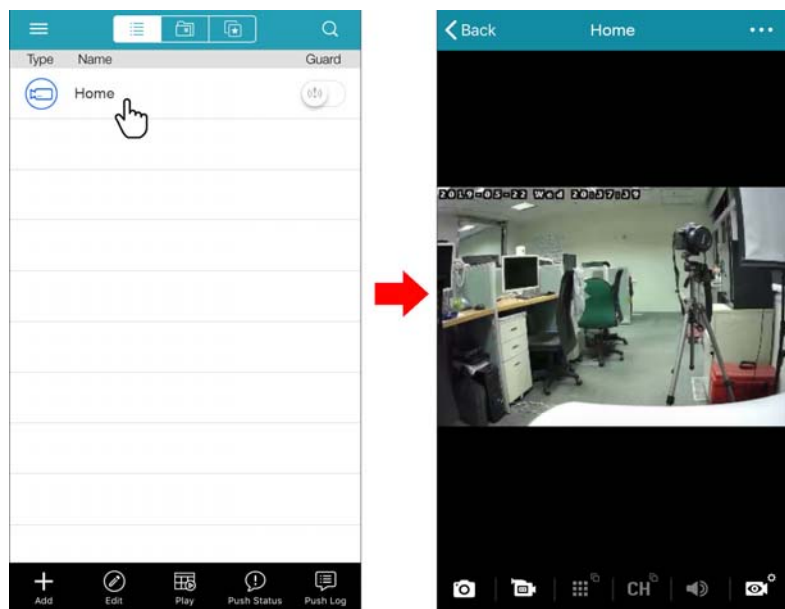 Type Name Guard
Home
Add Edit Play Push Status Push Log
Back Home
2019-05-22 Wed 20:37:39
CH